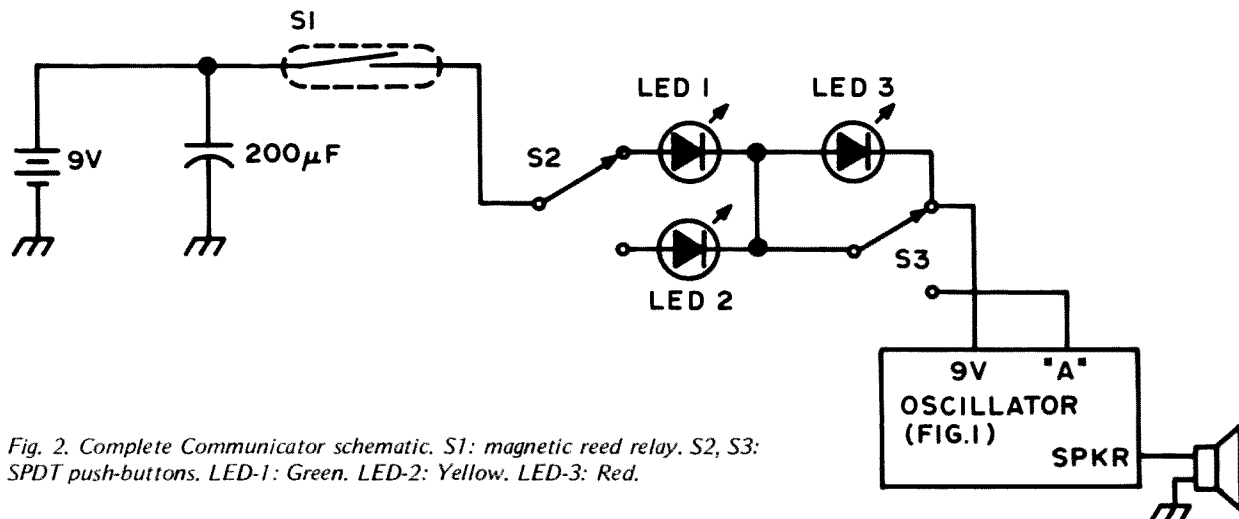 S1
9V
200µF
S2
LED 1
LED 3
LED 2
S3
9V "A"
OSCILLATOR
(FIG.1)
SPKR
Fig. 2. Complete Communicator schematic. S1: magnetic reed relay. S2, S3:
SPDT push-buttons. LED-1: Green. LED-2: Yellow. LED-3: Red.